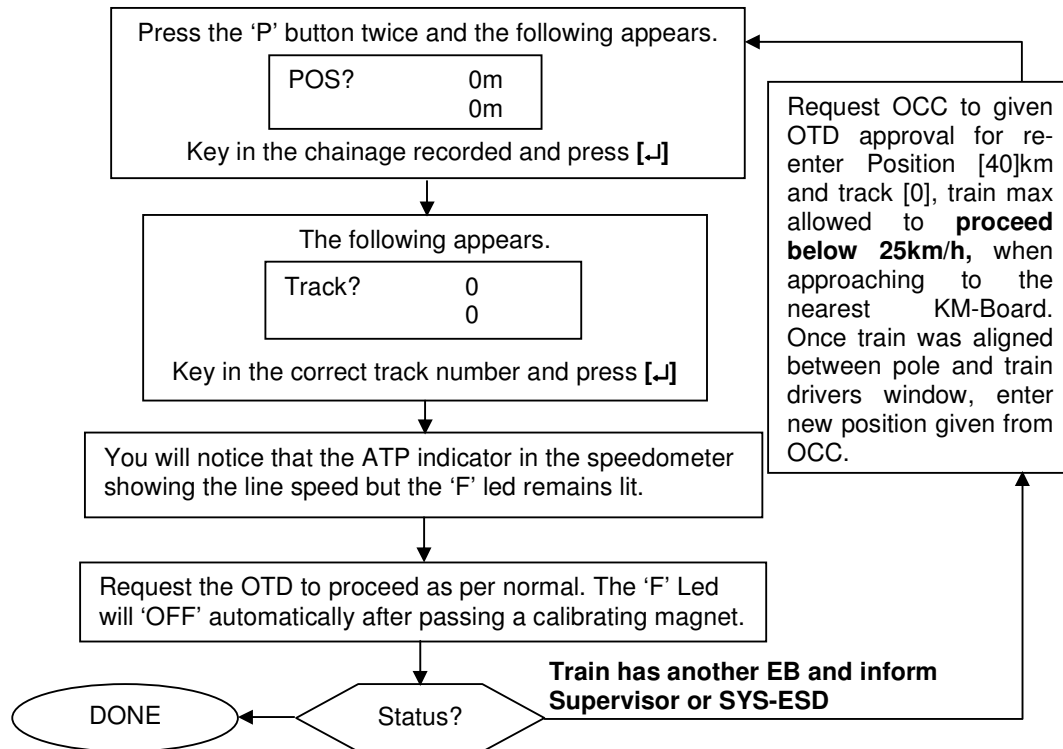 Press the ‘P’ button twice and the following appears.
POS? 0m
0m
Key in the chainage recorded and press [↵]
The following appears.
Track? 0
0
Key in the correct track number and press [↵]
You will notice that the ATP indicator in the speedometer
showing the line speed but the ‘F’ led remains lit.
Request the OTD to proceed as per normal. The ‘F’ Led
will ‘OFF’ automatically after passing a calibrating magnet.
Status?
DONE
Train has another EB and inform
Supervisor or SYS-ESD
Request OCC to given
OTD approval for re-
enter Position [40]km
and track [0], train max
allowed to proceed
below 25km/h, when
approaching to the
nearest KM-Board.
Once train was aligned
between pole and train
drivers window, enter
new position given from
OCC.